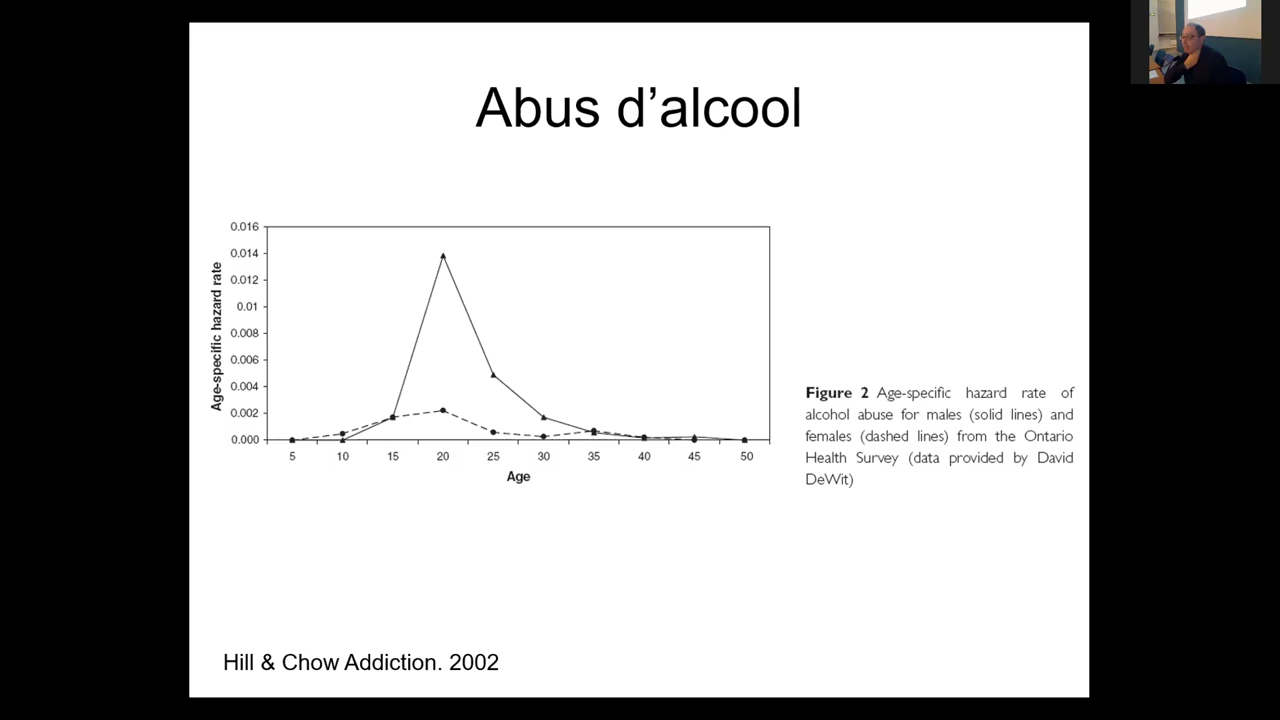 Abus d’alcool
0.016
0.014
0.012
0.01
0.008
0.006
0.004
0.002
0.000
Age-specific hazard rate
5 10 15 20 25 30 35 40 45 50
Age
Figure 2 Age-specific hazard rate of
alcohol abuse for males (solid lines) and
females (dashed lines) from the Ontario
Health Survey (data provided by David
DeWit)
Hill & Chow Addiction. 2002